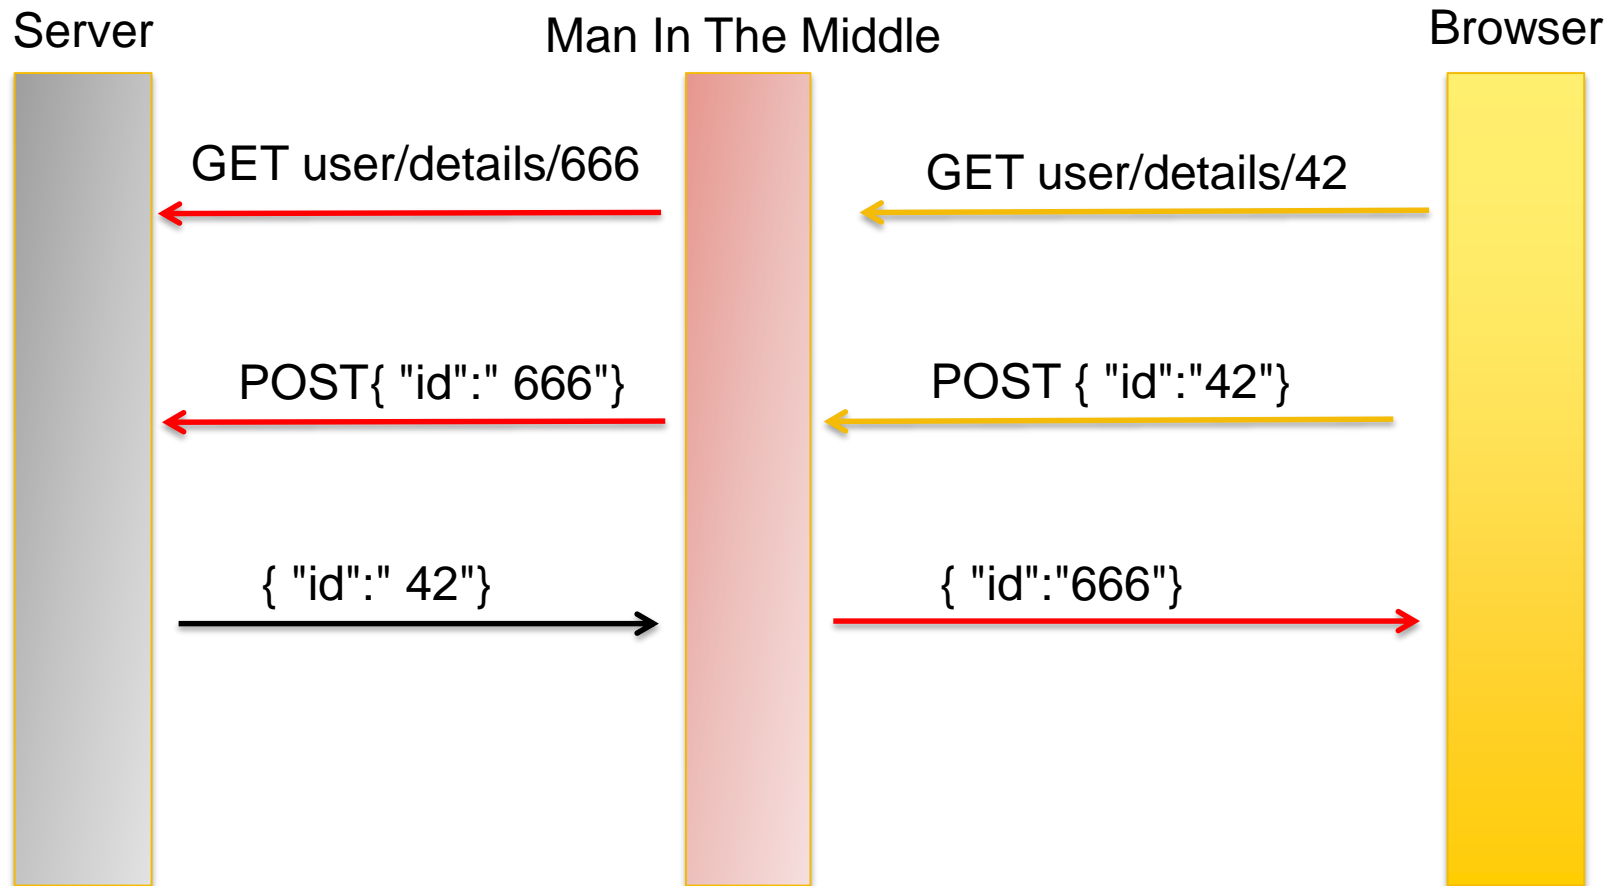 Server
Man In The Middle
Browser
GET user/details/666
GET user/details/42
POST{ "id":" 666"}
POST { "id":"42"}
{ "id":" 42"}
{ "id":"666"}